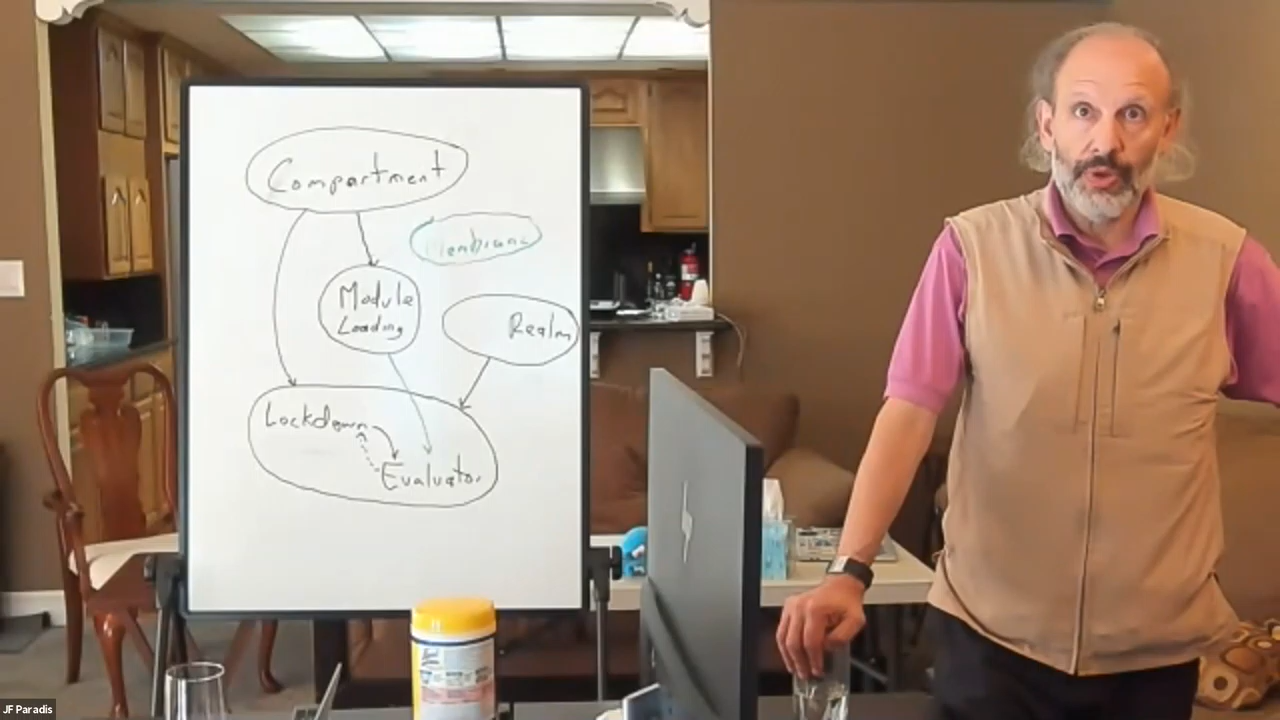 Compartment
Membrane
Module
Loading
Realm
Lockdown
Evaluator
JF Paradis